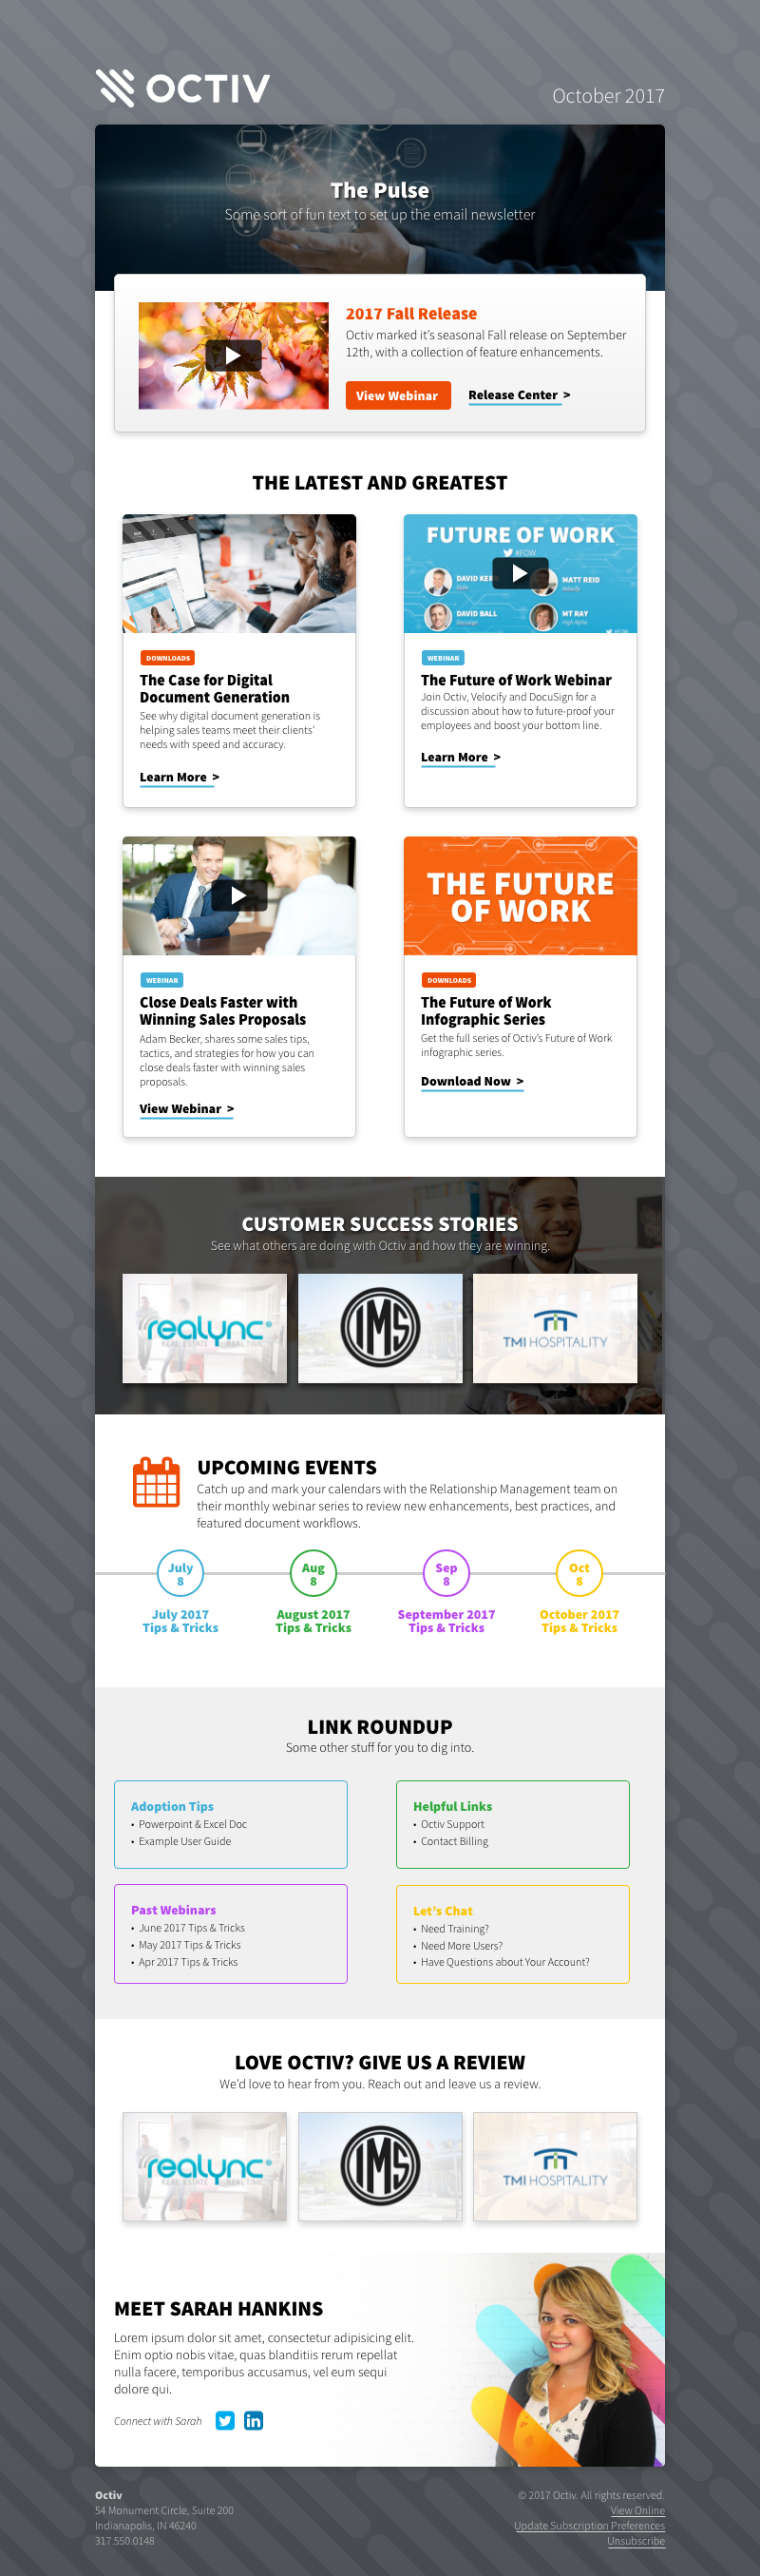 OCTIV
October 2017
The Pulse
Some sort of fun text to set up the email newsletter
2017 Fall Release
Octiv marked it's seasonal Fall release on September
12th, with a collection of feature enhancements.
View Webinar
Release Center >
THE LATEST AND GREATEST
FUTURE OF WORK
#FOW
DAVID
MATT REID
Velocify
DAVID BALL
Docusign
MT RAY
High Alpha
DOWNLOADS
The Case for Digital
Document Generation
See why digital document generation is
helping sales teams meet their clients'
needs with speed and accuracy.
Learn More >
WEBINAR
The Future of Work Webinar
Join Octiv, Velocify and DocuSign for a
discussion about how to future-proof your
employees and boost your bottom line.
Learn More >
WEBINAR
Close Deals Faster with
Winning Sales Proposals
Adam Becker, shares some sales tips,
tactics, and strategies for how you can
close deals faster with winning sales
proposals.
View Webinar >
THE FUTURE
OF WORK
DOWNLOADS
The Future of Work
Infographic Series
Get the full series of Octiv's Future of Work
infographic series.
Download Now >
CUSTOMER SUCCESS STORIES
See what others are doing with Octiv and how they are winning.
realync
REAL ESTATE REAL TIME
IMS
TMI HOSPITALITY
UPCOMING EVENTS
Catch up and mark your calendars with the Relationship Management team on
their monthly webinar series to review new enhancements, best practices, and
featured document workflows.
July
8
Aug
8
Sep
8
Oct
8
July 2017
Tips & Tricks
August 2017
Tips & Tricks
September 2017
Tips & Tricks
October 2017
Tips & Tricks
LINK ROUNDUP
Some other stuff for you to dig into.
Adoption Tips
• Powerpoint & Excel Doc
• Example User Guide
Helpful Links
• Octiv Support
• Contact Billing
Past Webinars
• June 2017 Tips & Tricks
• May 2017 Tips & Tricks
• Apr 2017 Tips & Tricks
Let's Chat
• Need Training?
• Need More Users?
• Have Questions about Your Account?
LOVE OCTIV? GIVE US A REVIEW
We'd love to hear from you. Reach out and leave us a review.
realync
REAL ESTATE REAL TIME
IMS
TMI HOSPITALITY
MEET SARAH HANKINS
Lorem ipsum dolor sit amet, consectetur adipisicing elit.
Enim optio nobis vitae, quas blanditiis rerum repellat
nulla facere, temporibus accusamus, vel eum sequi
dolore qui.
Connect with Sarah
in
Octiv
54 Monument Circle, Suite 200
Indianapolis, IN 46240
317.550.0148
© 2017 Octiv. All rights reserved.
View Online
Update Subscription Preferences
Unsubscribe